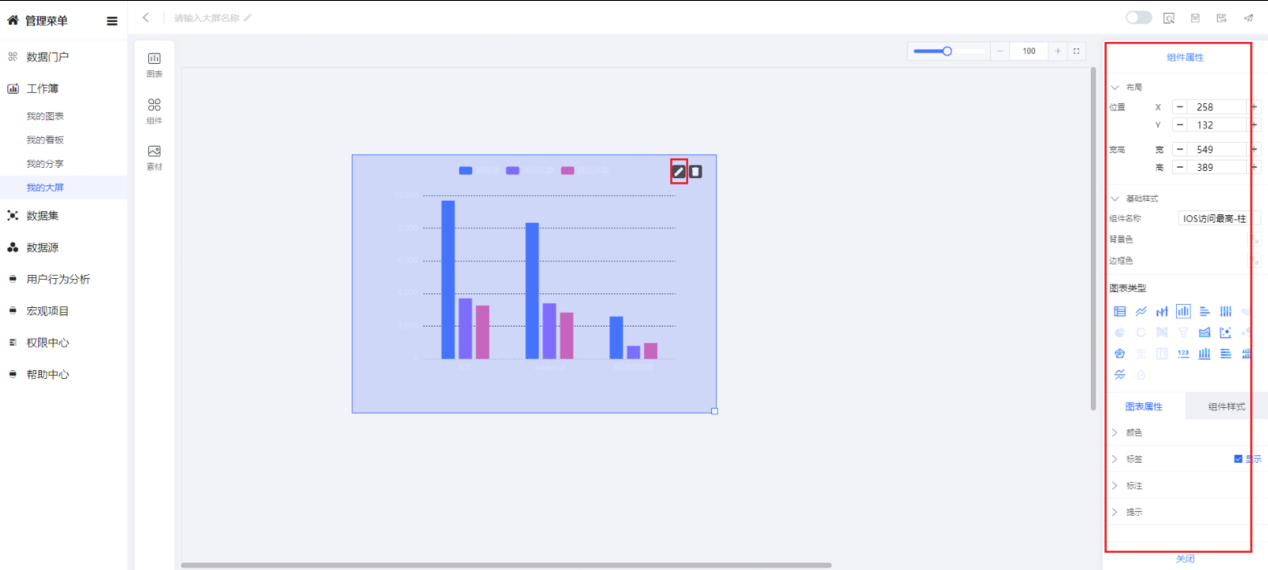 管理菜单
请输入大屏名称
数据门户
工作簿
我的图表
我的看板
我的分享
我的大屏
数据集
数据源
用户行为分析
宏观项目
权限中心
帮助中心
图表
组件
素材
100
组件属性
布局
位置 X 258
Y 132
宽高 宽 549
高 389
基础样式
组件名称 IOS访问最高-柱
背景色
边框色
图表类型
123
图表属性 组件样式
颜色
标签 显示
标注
提示
关闭